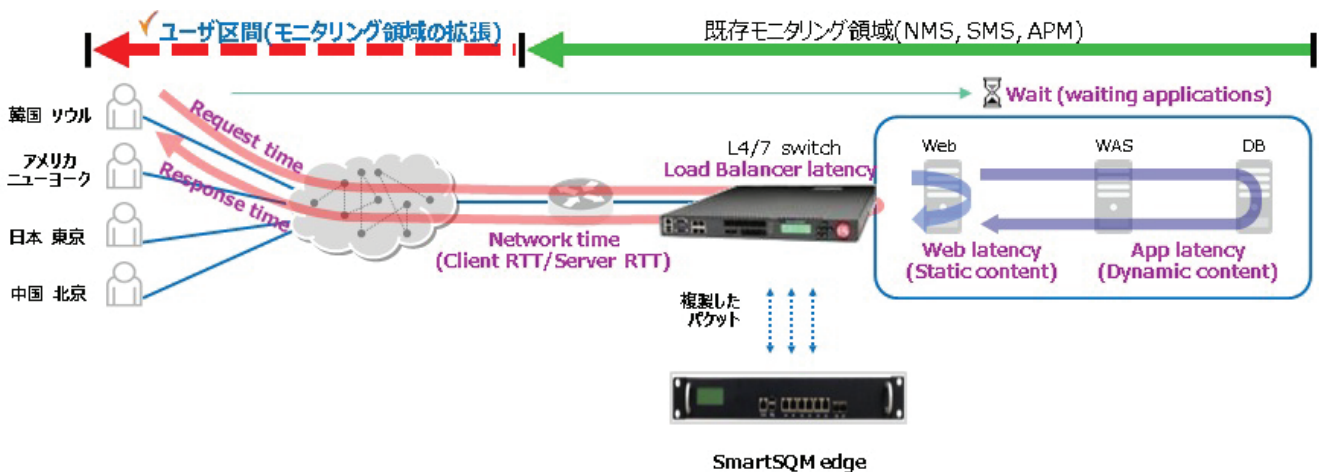 ユーザ区間(モニタリング領域の拡張)
既存モニタリング領域(NMS, SMS, APM)
Wait (waiting applications)
韓国 ソウル
アメリカ
ニューヨーク
日本 東京
中国 北京
Request time
Response time
Network time
(Client RTT/Server RTT)
L4/7 switch
Load Balancer latency
Web
WAS
DB
Web latency
(Static content)
App latency
(Dynamic content)
複製した
パケット
SmartSQM edge